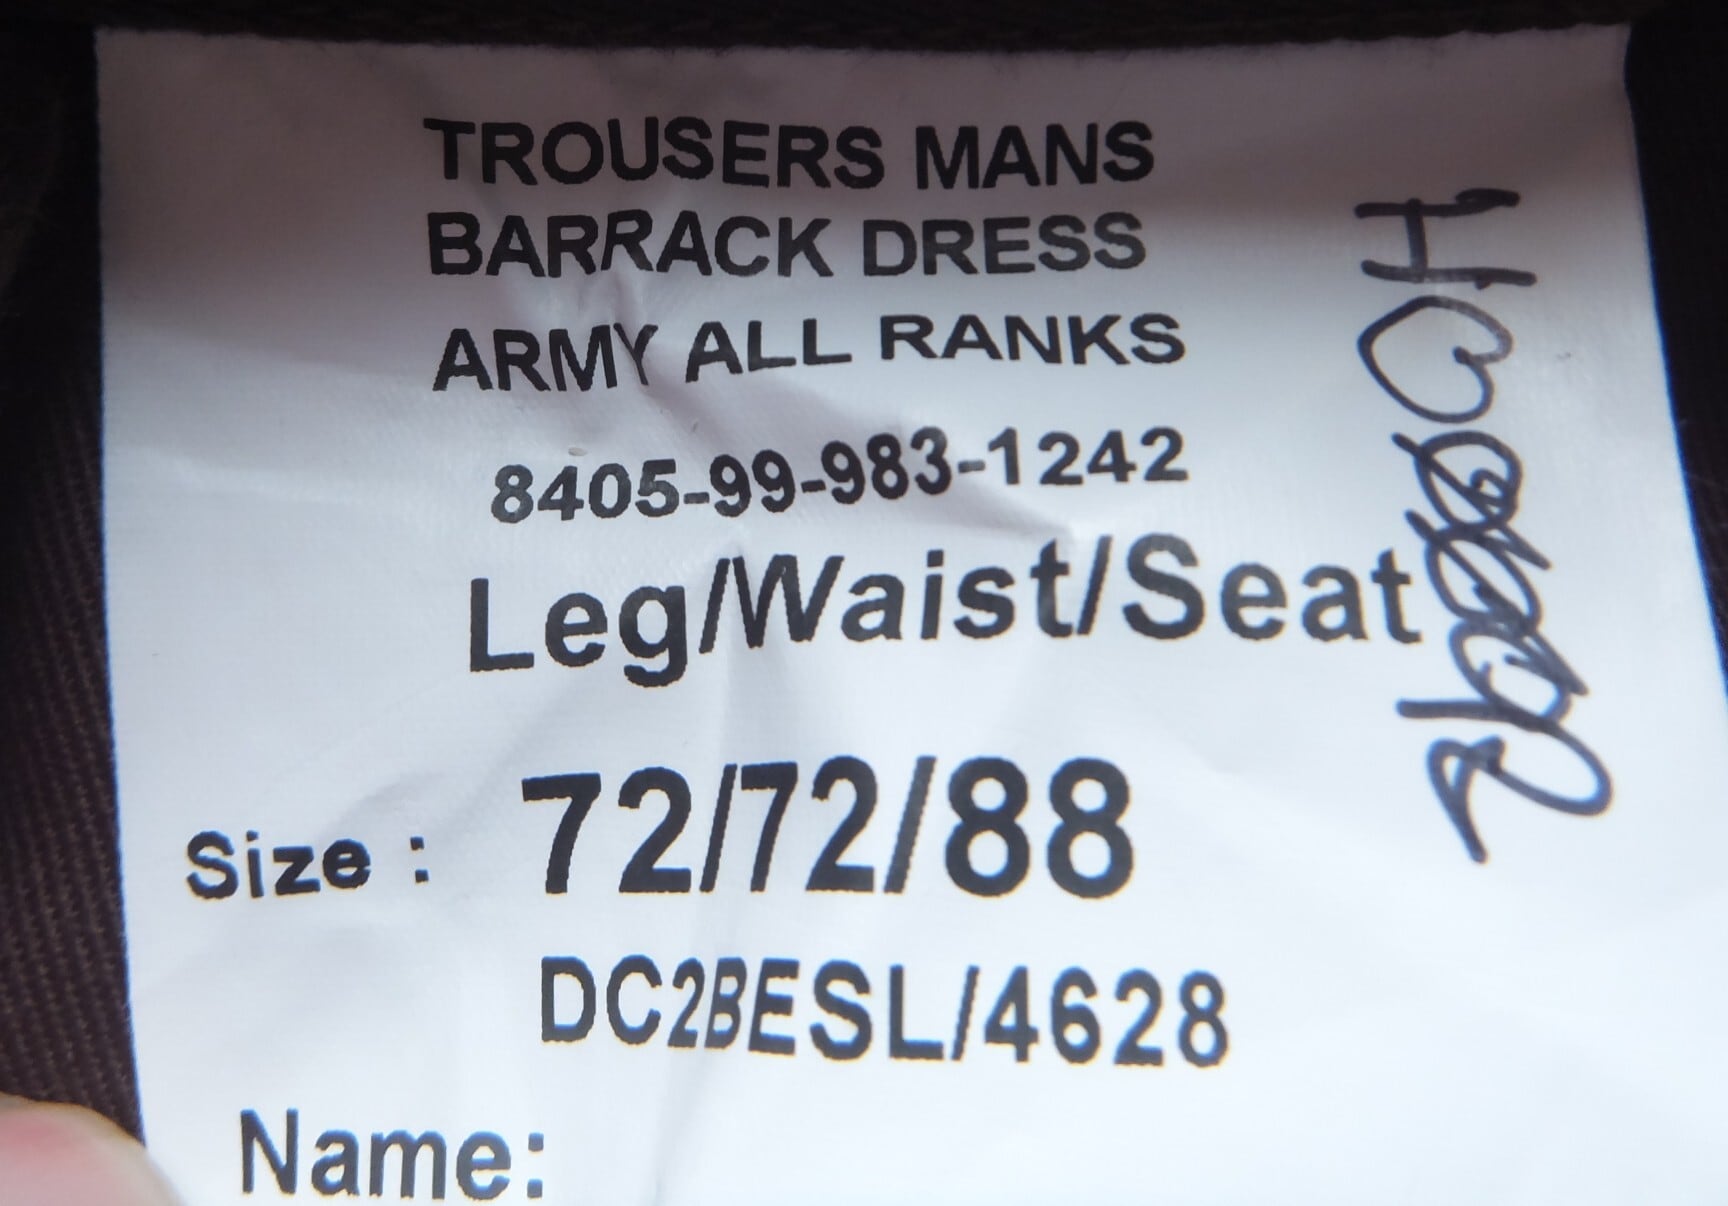 TROUSERS MANS
BARRACK DRESS
ARMY ALL RANKS
8405-99-983-1242
Leg/Waist/Seat
Size : 72/72/88
DC2BESL/4628
Name: